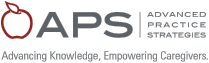 APS
ADVANCED
PRACTICE
STRATEGIES
Advancing Knowledge, Empowering Caregivers.